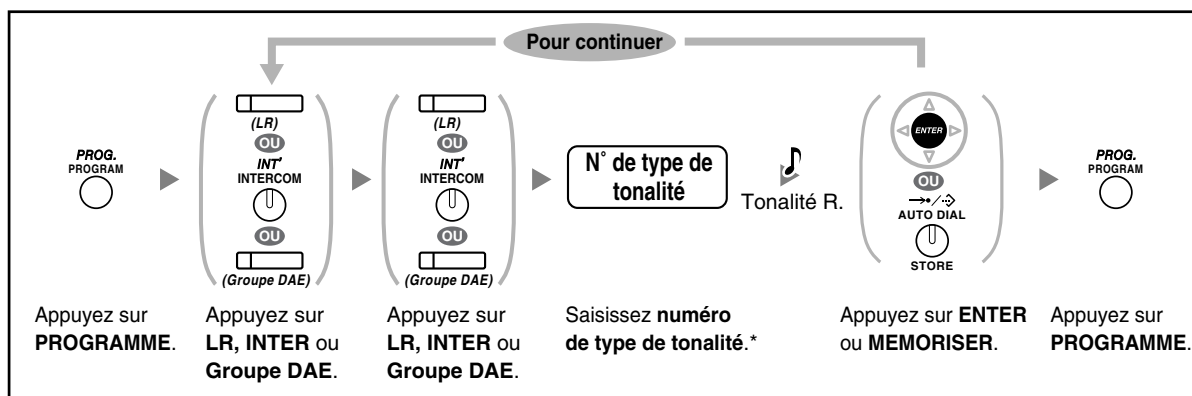 Pour continuer
PROG.
PROGRAM
(LR)
OU
INT'
INTERCOM
OU
(Groupe DAE)
(LR)
OU
INT'
INTERCOM
OU
(Groupe DAE)
N° de type de
tonalité
Tonalité R.
ENTER
OU
AUTO DIAL
STORE
PROG.
PROGRAM
Appuyez sur
PROGRAMME.
Appuyez sur
LR, INTER ou
Groupe DAE.
Appuyez sur
LR, INTER ou
Groupe DAE.
Saisissez numéro
de type de tonalité.*
Appuyez sur ENTER
ou MEMORISER.
Appuyez sur
PROGRAMME.